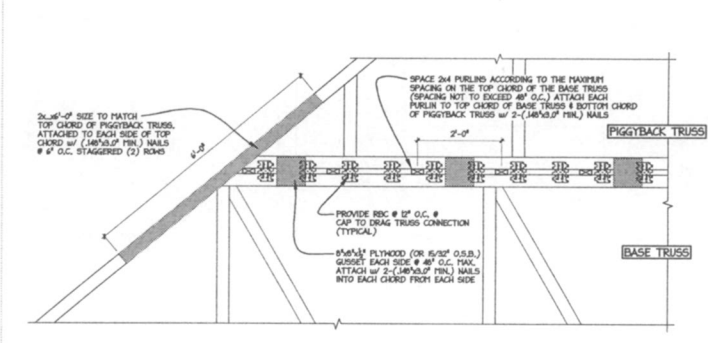 SPACE 2x4 PURLINS ACCORDING TO THE MAXIMUM
SPACING ON THE TOP CHORD OF THE BASE TRUSS
(SPACING NOT TO EXCEED 48" O.C.) ATTACH EACH
PURLIN TO TOP CHORD OF BASE TRUSS & BOTTOM CHORD
OF PIGGYBACK TRUSS w/ 2-(.148"x3.0" MIN.) NAILS
2x_x6'-0" SIZE TO MATCH
TOP CHORD OF PIGGYBACK TRUSS,
ATTACHED TO EACH SIDE OF TOP
CHORD w/ (.148"x3.0" MIN.) NAILS
@ 6" O.C. STAGGERED (2) ROWS
6'-0"
2'-0"
PIGGYBACK TRUSS
PROVIDE RBC @ 12" O.C. @
CAP TO DRAG TRUSS CONNECTION
(TYPICAL)
8"x8"x½" PLYWOOD (OR 15/32" O.S.B.)
GUSSET EACH SIDE @ 48" O.C. MAX.
ATTACH w/ 2-(.148"x3.0" MIN.) NAILS
INTO EACH CHORD FROM EACH SIDE
BASE TRUSS